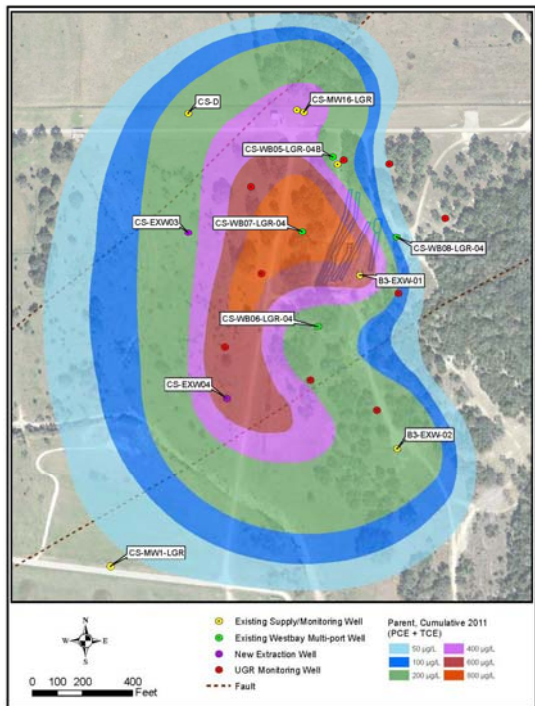 CS-D
CS-MW16-LGR
CS-WB05-LGR-04B
CS-EXW03
CS-WB07-LGR-04
CS-WB08-LGR-04
B3-EXW-01
CS-WB06-LGR-04
CS-EXW04
B3-EXW-02
CS-MW1-LGR
N
W E
S
0 100 200 400
Feet
Existing Supply/Monitoring Well
Existing Westbay Multi-port Well
New Extraction Well
UGR Monitoring Well
Fault
Parent, Cumulative 2011
(PCE + TCE)
50 µg/L 400 µg/L
100 µg/L 600 µg/L
200 µg/L 800 µg/L